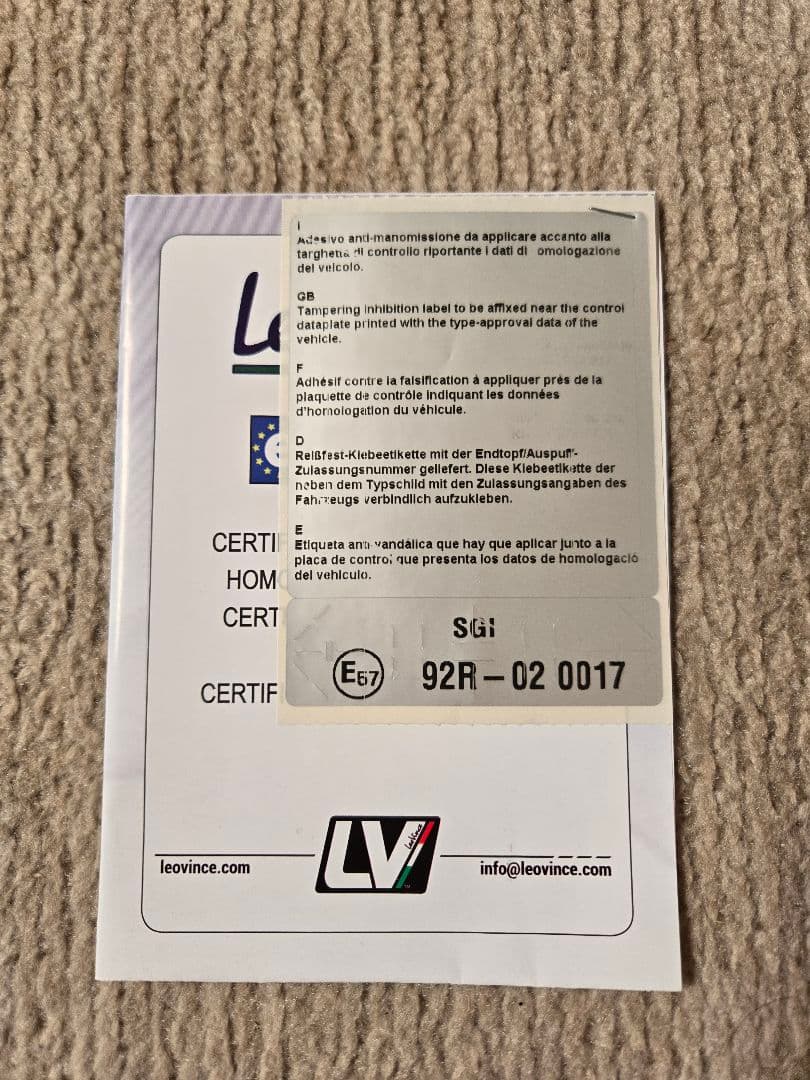 I
Adesivo anti-manomissione da applicare accanto alla
targhetta di controllo riportante i dati di omologazione
del veicolo.
GB
Tampering inhibition label to be affixed near the control
dataplate printed with the type-approval data of the
vehicle.
F
Adhésif contre la falsification à appliquer près de la
plaquette de contrôle indiquant les données
d'homologation du véhicule.
D
Reißfest-Klebeetikette mit der Endtopf/Auspuff-
Zulassungsnummer geliefert. Diese Klebeetikette der
neben dem Typschild mit den Zulassungsangaben des
Fahrzeugs verbindlich aufzukleben.
E
Etiqueta anti-vandálica que hay que aplicar junto a la
placa de control que presenta los datos de homologació
del vehículo.
SGI
E57 92R - 02 0017
Le
CERTI
HOM
CERT
CERTIF
LV
LeoVince
leovince.com
info@leovince.com